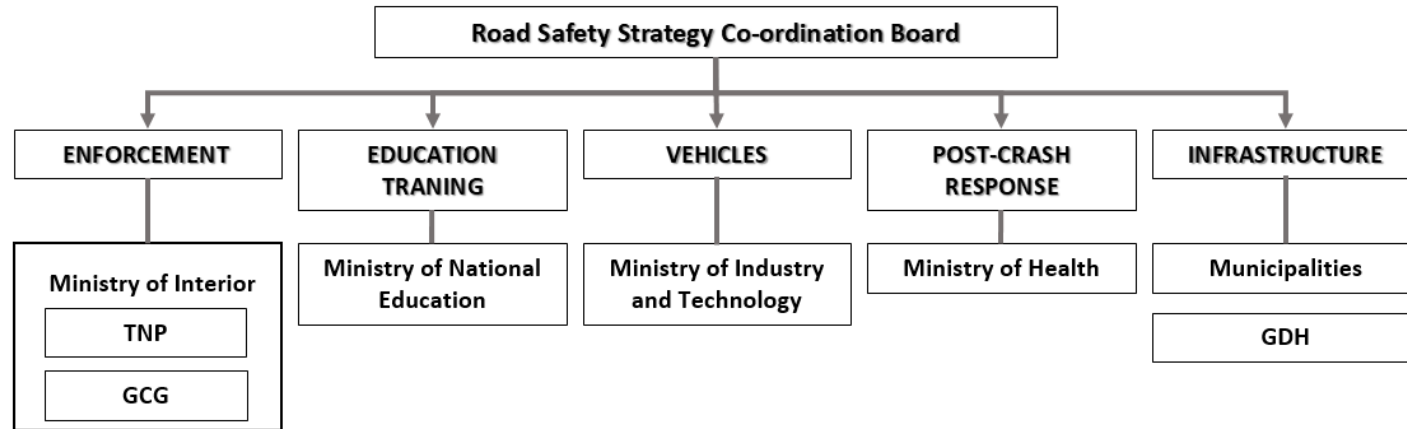 Road Safety Strategy Co-ordination Board
ENFORCEMENT
EDUCATION
TRANING
VEHICLES
POST-CRASH
RESPONSE
INFRASTRUCTURE
Ministry of Interior
TNP
GCG
Ministry of National
Education
Ministry of Industry
and Technology
Ministry of Health
Municipalities
GDH